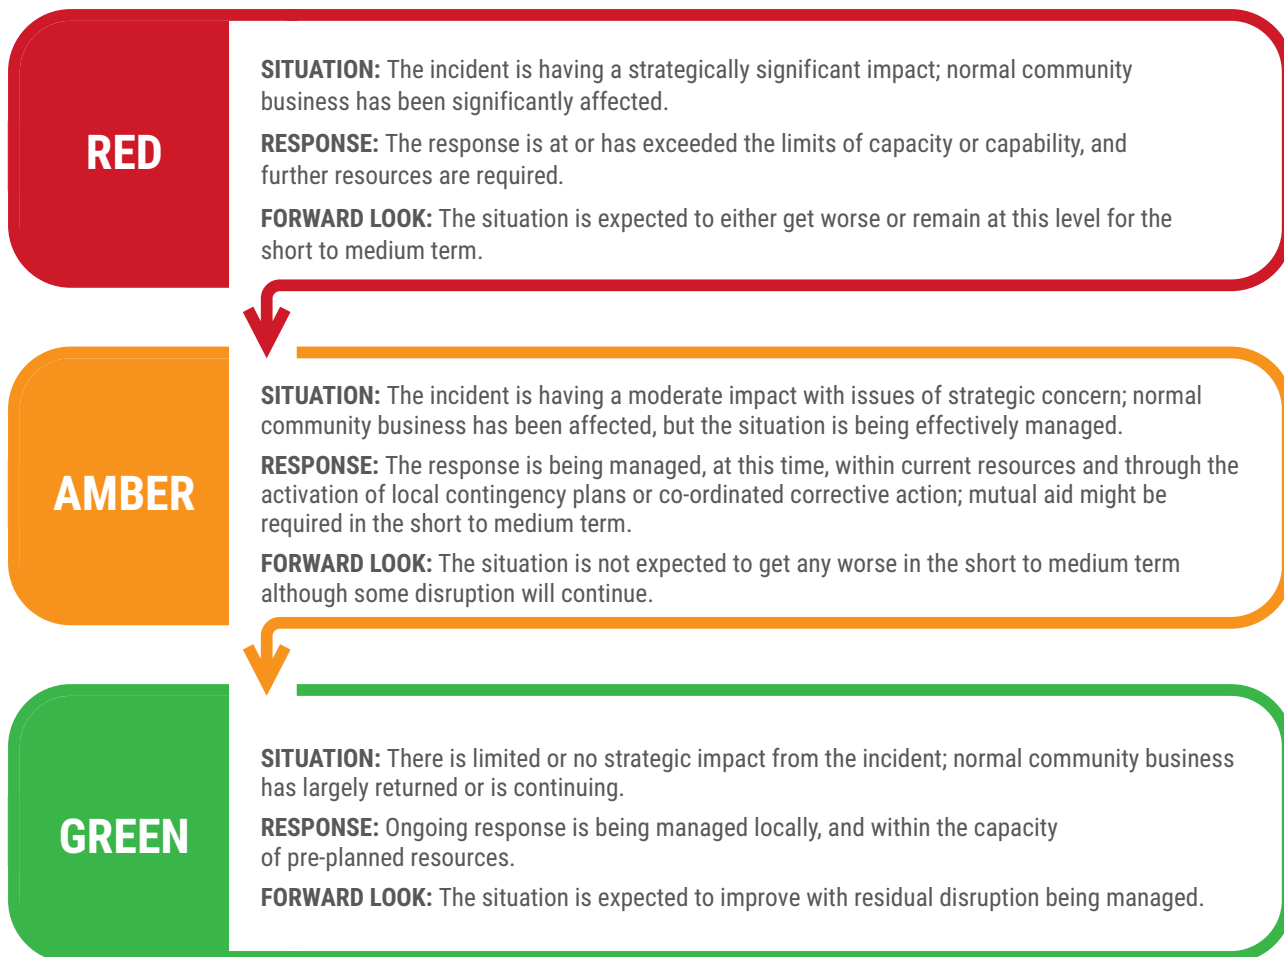 RED
SITUATION: The incident is having a strategically significant impact; normal community
business has been significantly affected.
RESPONSE: The response is at or has exceeded the limits of capacity or capability, and
further resources are required.
FORWARD LOOK: The situation is expected to either get worse or remain at this level for the
short to medium term.
AMBER
SITUATION: The incident is having a moderate impact with issues of strategic concern; normal
community business has been affected, but the situation is being effectively managed.
RESPONSE: The response is being managed, at this time, within current resources and through the
activation of local contingency plans or co-ordinated corrective action; mutual aid might be
required in the short to medium term.
FORWARD LOOK: The situation is not expected to get any worse in the short to medium term
although some disruption will continue.
GREEN
SITUATION: There is limited or no strategic impact from the incident; normal community business
has largely returned or is continuing.
RESPONSE: Ongoing response is being managed locally, and within the capacity
of pre-planned resources.
FORWARD LOOK: The situation is expected to improve with residual disruption being managed.